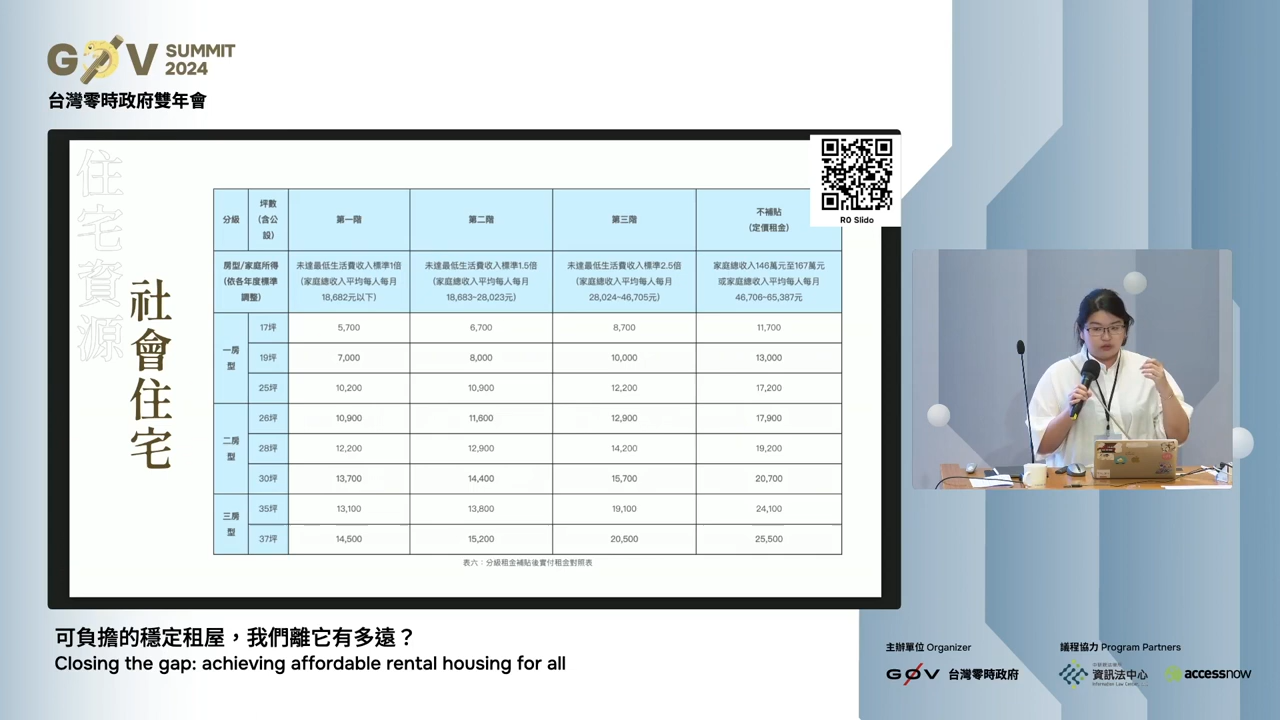 GØV SUMMIT 2024
台灣零時政府雙年會
住宅資源
社會住宅
R0 Slido
分級 坪數(含公設) 第一階 第二階 第三階 不補貼(定價租金)
房型/家庭所得(依各年度標準調整) 未達最低生活費收入標準1倍(家庭總收入平均每人每月18,682元以下) 未達最低生活費收入標準1.5倍(家庭總收入平均每人每月18,683~28,023元) 未達最低生活費收入標準2.5倍(家庭總收入平均每人每月28,024~46,705元) 家庭總收入146萬元至167萬元或家庭總收入平均每人每月46,706~65,387元
一房型 17坪 5,700 6,700 8,700 11,700
19坪 7,000 8,000 10,000 13,000
25坪 10,200 10,900 12,200 17,200
二房型 26坪 10,900 11,600 12,900 17,900
28坪 12,200 12,900 14,200 19,200
30坪 13,700 14,400 15,700 20,700
三房型 35坪 13,100 13,800 19,100 24,100
37坪 14,500 15,200 20,500 25,500
表六:分級租金補貼後實付租金對照表
可負擔的穩定租屋,我們離它有多遠?
Closing the gap: achieving affordable rental housing for all
主辦單位 Organizer
GØV 台灣零時政府
議程協力 Program Partners
資訊法中心
Information Law Center
accessnow